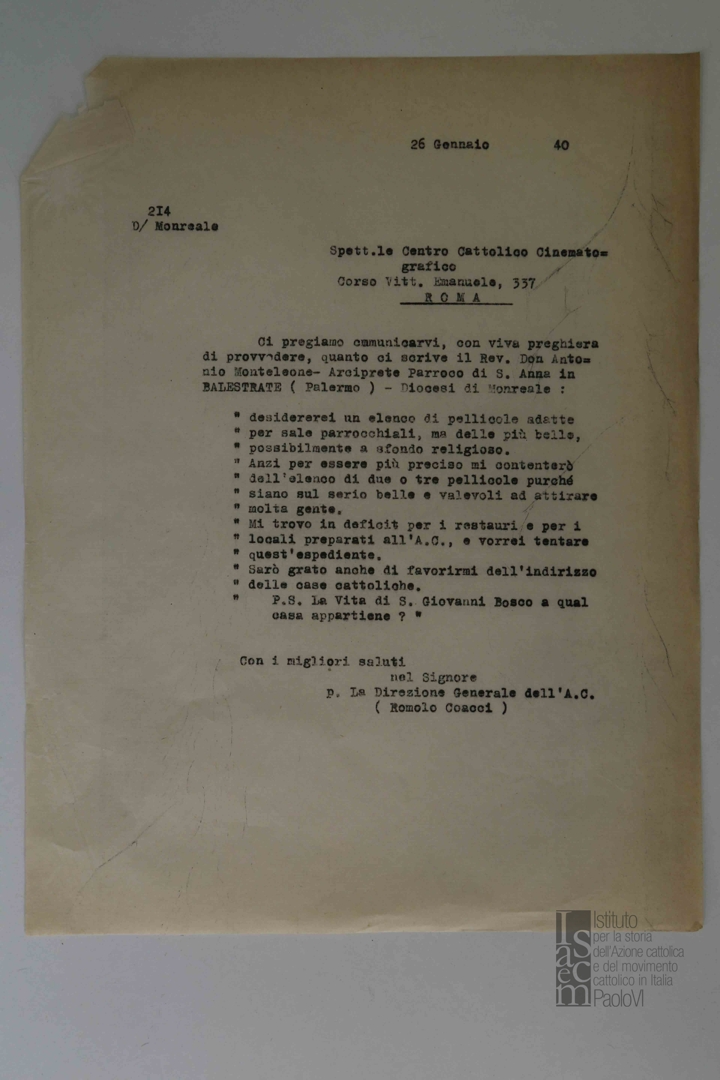 26 Gennaio 40
2I4
D/ Monreale
Spett.le Centro Cattolico Cinemato=
grafico
Corso Vitt. Emanuele, 337
R O M A
Ci pregiamo cmmunicarvi, con viva preghiera
di provvedere, quanto ci scrive il Rev. Don Anto=
nio Monteleone- Arciprete Parroco di S. Anna in
BALESTRATE ( Palermo ) - Diocesi di Monreale :
" desidererei un elenco di pellicole adatte
" per sale parrocchiali, ma delle più belle,
" possibilmente a sfondo religioso.
" Anzi per essere più preciso mi contenterò
" dell'elenco di due o tre pellicole purché
" siano sul serio belle e valevoli ad attirare
" molta gente.
" Mi trovo in deficit per i restauri e per i
" locali preparati all'A.C., e vorrei tentare
" quest'espediente.
" Sarò grato anche di favorirmi dell'indirizzo
" delle case cattoliche.
" P.S. La Vita di S. Giovanni Bosco a qual
casa appartiene ? "
Con i migliori saluti
nel Signore
p. La Direzione Generale dell'A.C.
( Romolo Coacci )
Isacem
Istituto
per la storia
dell'Azione cattolica
e del movimento
cattolico in Italia
PaoloVI